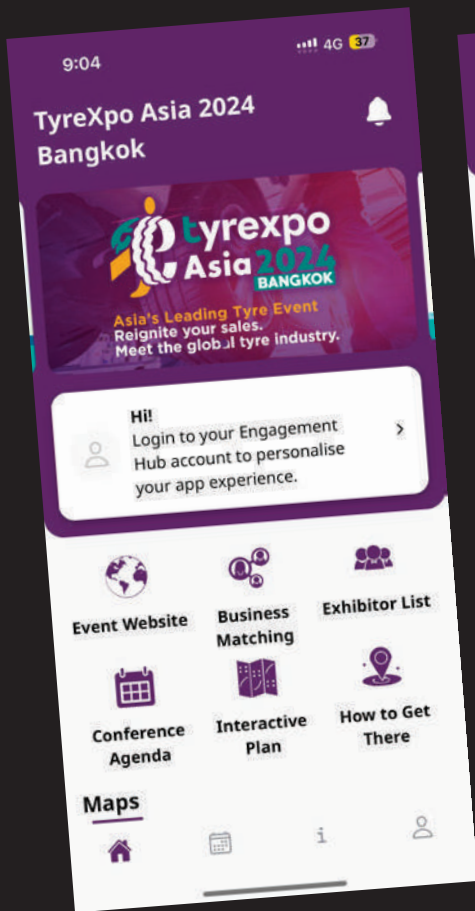 9:04
4G 37
TyreXpo Asia 2024
Bangkok
tyrexpo
Asia 2024
BANGKOK
Asia's Leading Tyre Event
Reignite your sales.
Meet the global tyre industry.
Hi!
Login to your Engagement
Hub account to personalise
your app experience.
Event Website
Business
Matching
Exhibitor List
Conference
Agenda
Interactive
Plan
How to Get
There
Maps